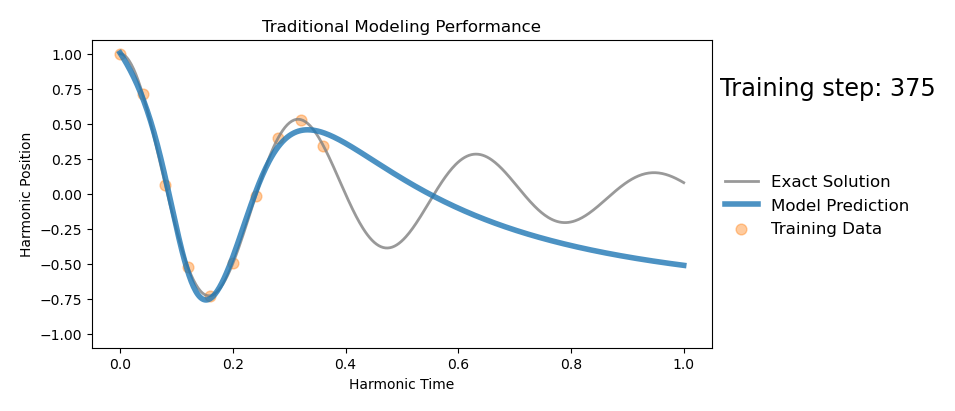 Traditional Modeling Performance
Training step: 375
Harmonic Position
1.00
0.75
0.50
0.25
0.00
−0.25
−0.50
−0.75
−1.00
0.0
0.2
0.4
0.6
0.8
1.0
Harmonic Time
Exact Solution
Model Prediction
Training Data